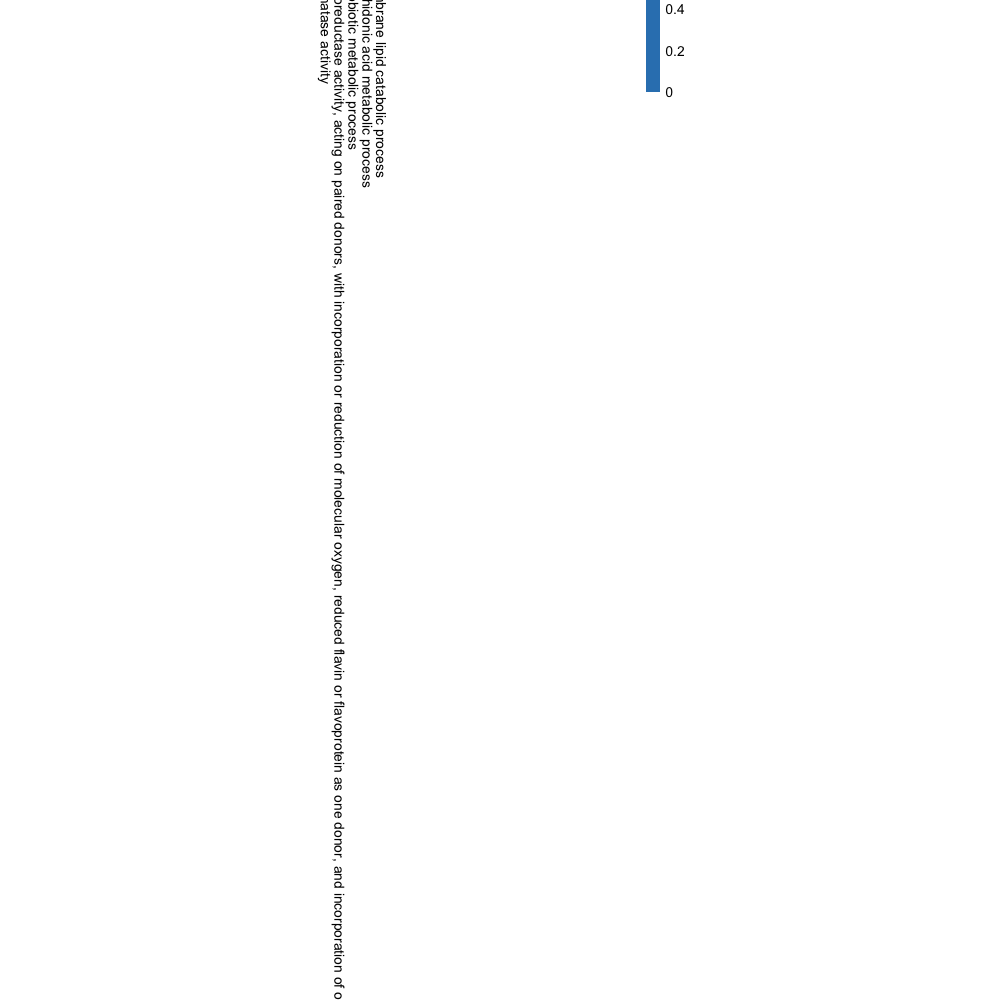 brane lipid catabolic process
hidonic acid metabolic process
biotic metabolic process
reductase activity, acting on paired donors, with incorporation or reduction of molecular oxygen, reduced flavin or flavoprotein as one donor, and incorporation of o
natase activity
0.4
0.2
0